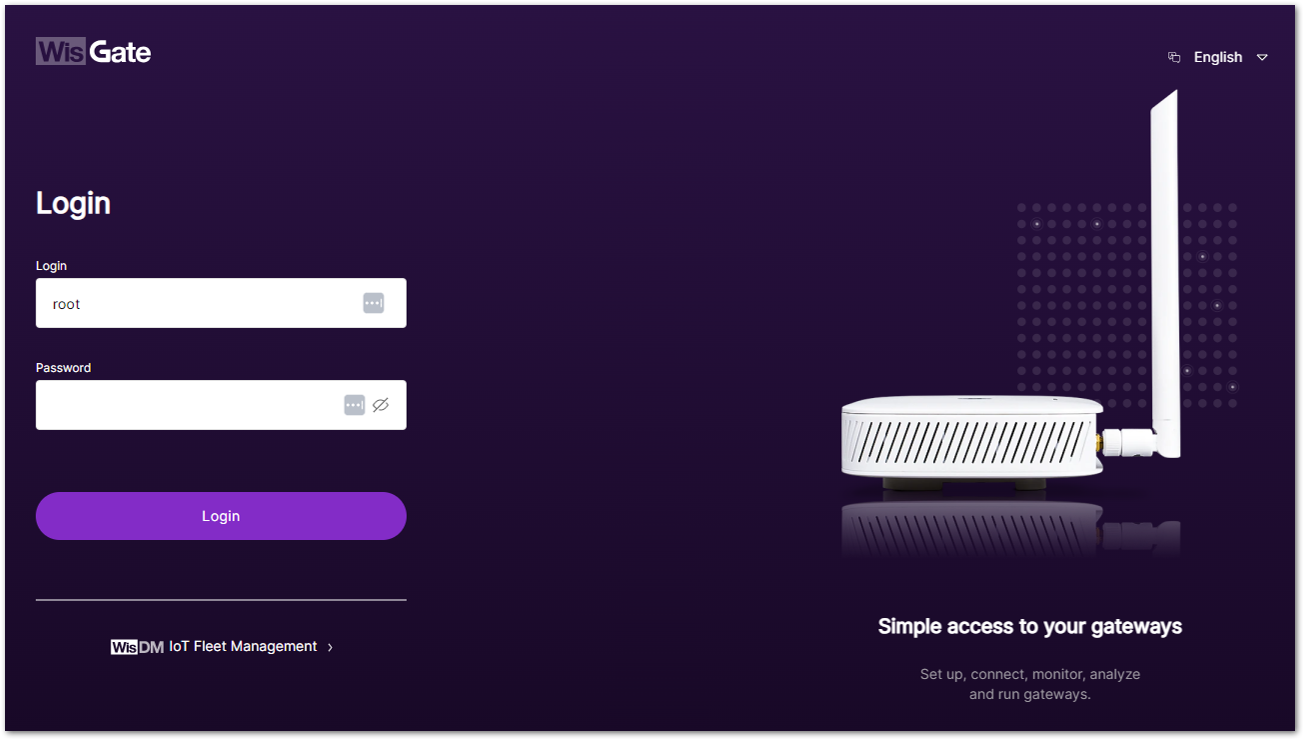 WisGate
English
Login
Login
root
Password
Login
WisDM IoT Fleet Management
Simple access to your gateways
Set up, connect, monitor, analyze
and run gateways.